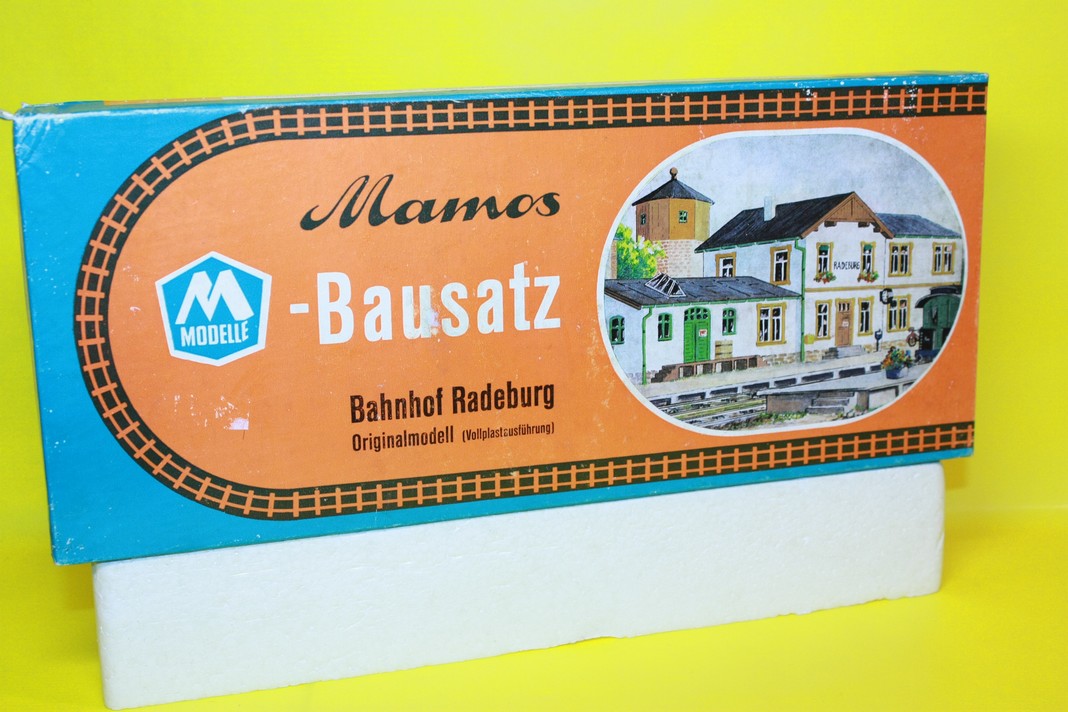 Mamos
M
MODELLE
-Bausatz
Bahnhof Radeburg
Originalmodell (Vollplastausführung)
RADEBURG